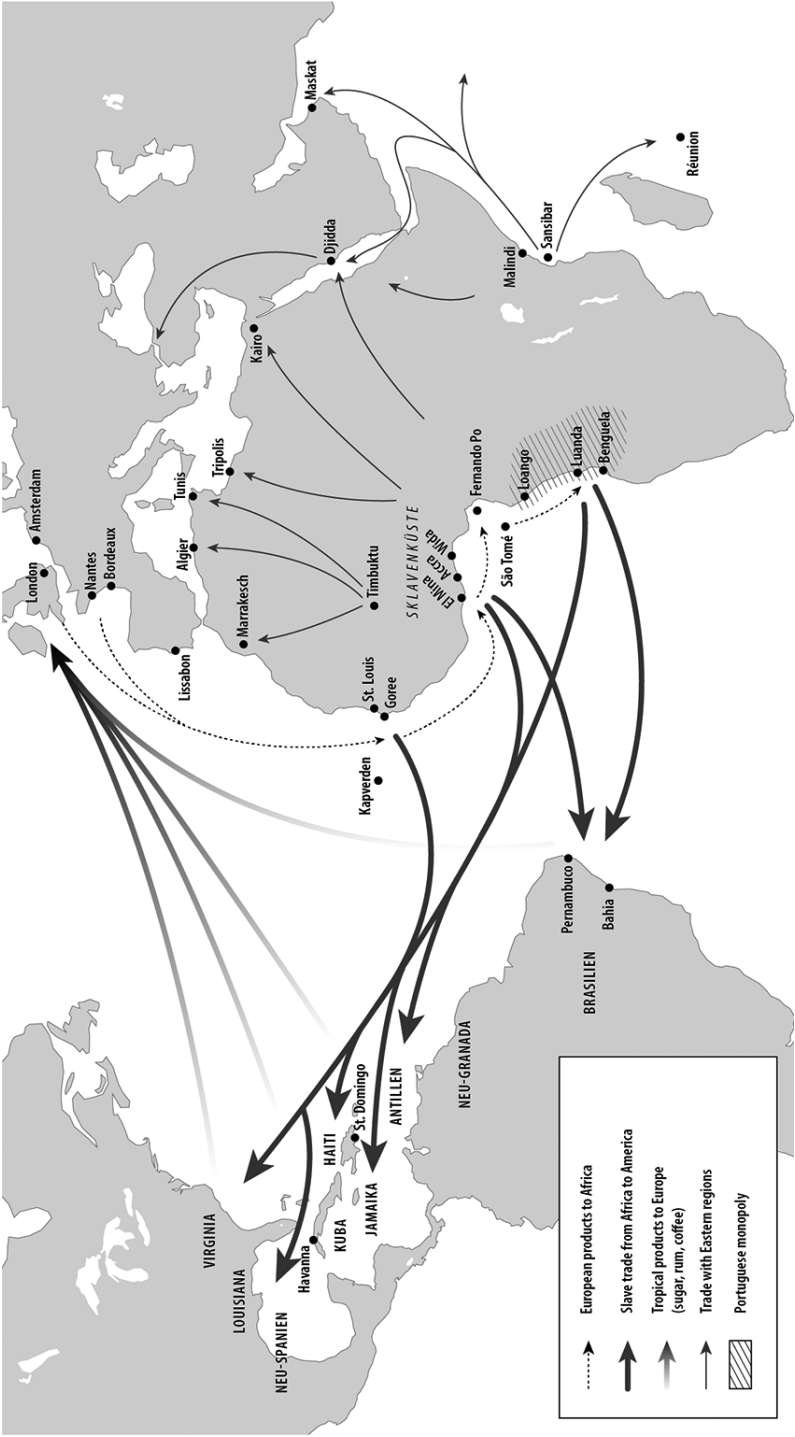 London
Amsterdam
Nantes
Bordeaux
Lissabon
Algier
Tunis
Tripolis
Kairo
Djidda
Maskat
Marrakesch
Timbuktu
St. Louis
Goree
Kapverden
SKLAVENKÜSTE
El Mina
Accra
Wida
Fernando Po
São Tomé
Loango
Luanda
Benguela
Malindi
Sansibar
Réunion
VIRGINIA
LOUISIANA
NEU-SPANIEN
Havanna
KUBA
JAMAIKA
HAITI
St. Domingo
ANTILLEN
NEU-GRANADA
BRASILIEN
Pernambuco
Bahia
European products to Africa
Slave trade from Africa to America
Tropical products to Europe
(sugar, rum, coffee)
Trade with Eastern regions
Portuguese monopoly